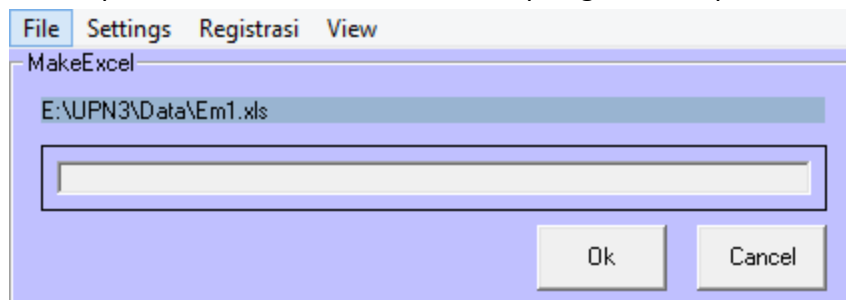 File Settings Registrasi View
MakeExcel
E:\UPN3\Data\Em1.xls
Ok Cancel